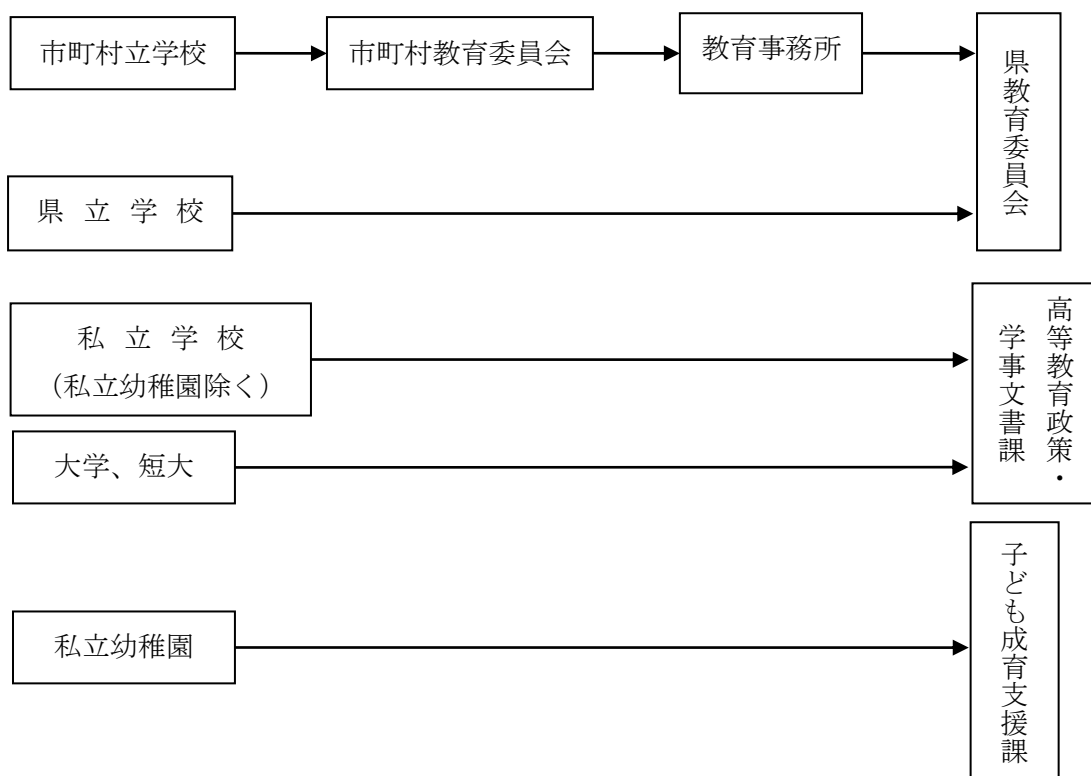 市町村立学校
市町村教育委員会
教育事務所
県教育委員会
県 立 学 校
私 立 学 校
（私立幼稚園除く）
高等教育政策・
学事文書課
大学、短大
私立幼稚園
子ども成育支援課